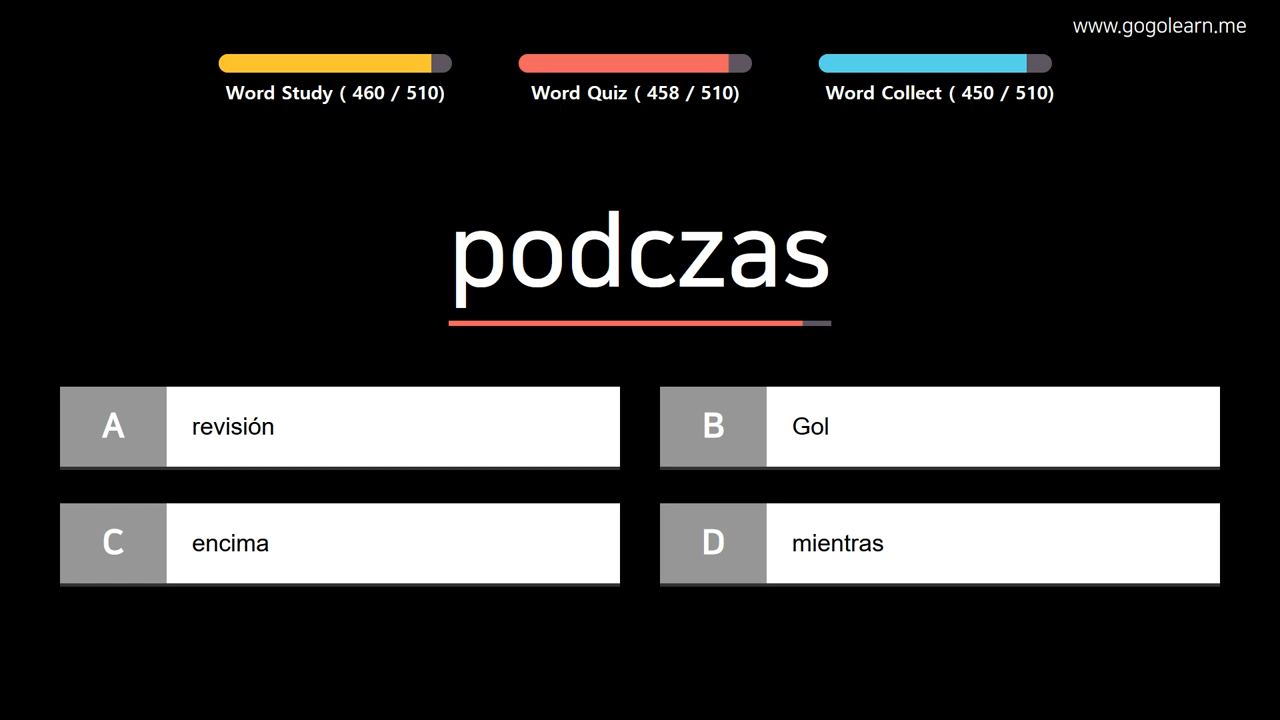 www.gogolearn.me
Word Study ( 460 / 510)
Word Quiz ( 458 / 510)
Word Collect ( 450 / 510)
podczas
A revisión
B Gol
C encima
D mientras